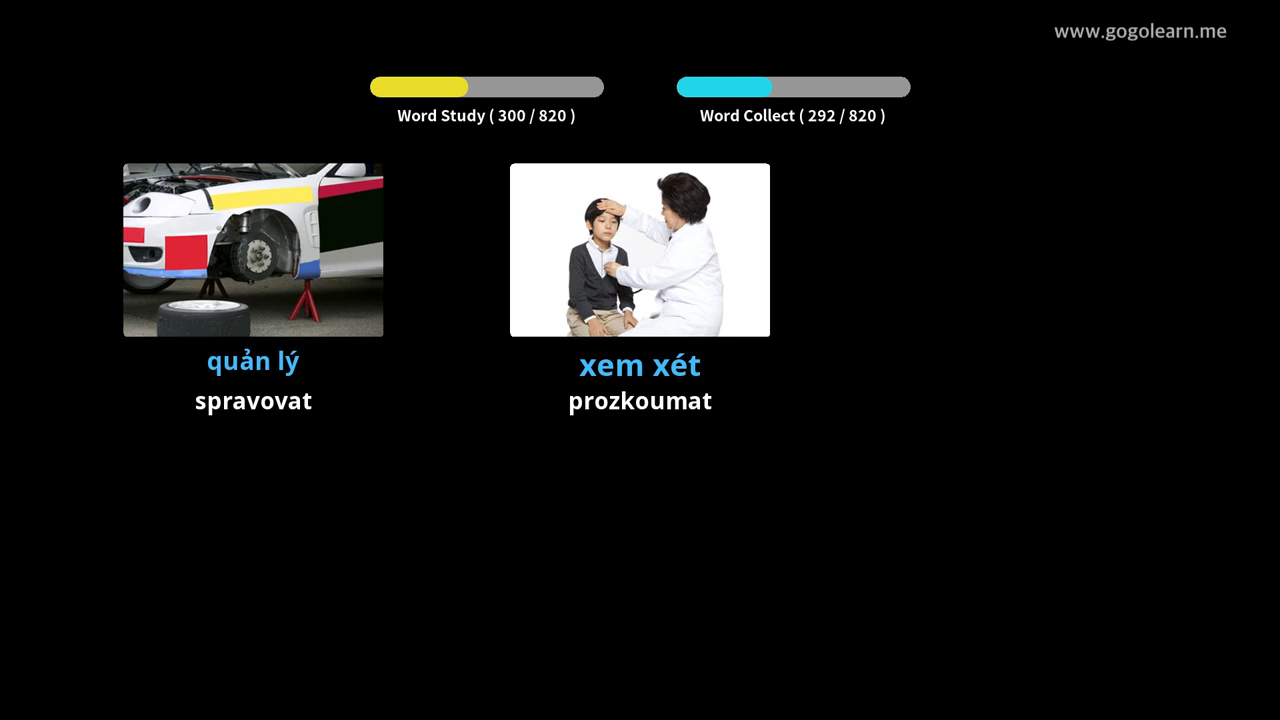 www.gogolearn.me
Word Study ( 300 / 820 )
Word Collect ( 292 / 820 )
quản lý
spravovat
xem xét
prozkoumat